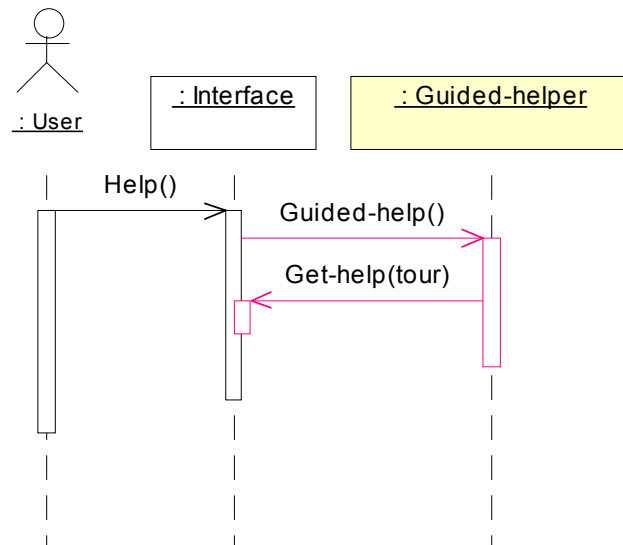 : User
: Interface
: Guided-helper
Help()
Guided-help()
Get-help(tour)